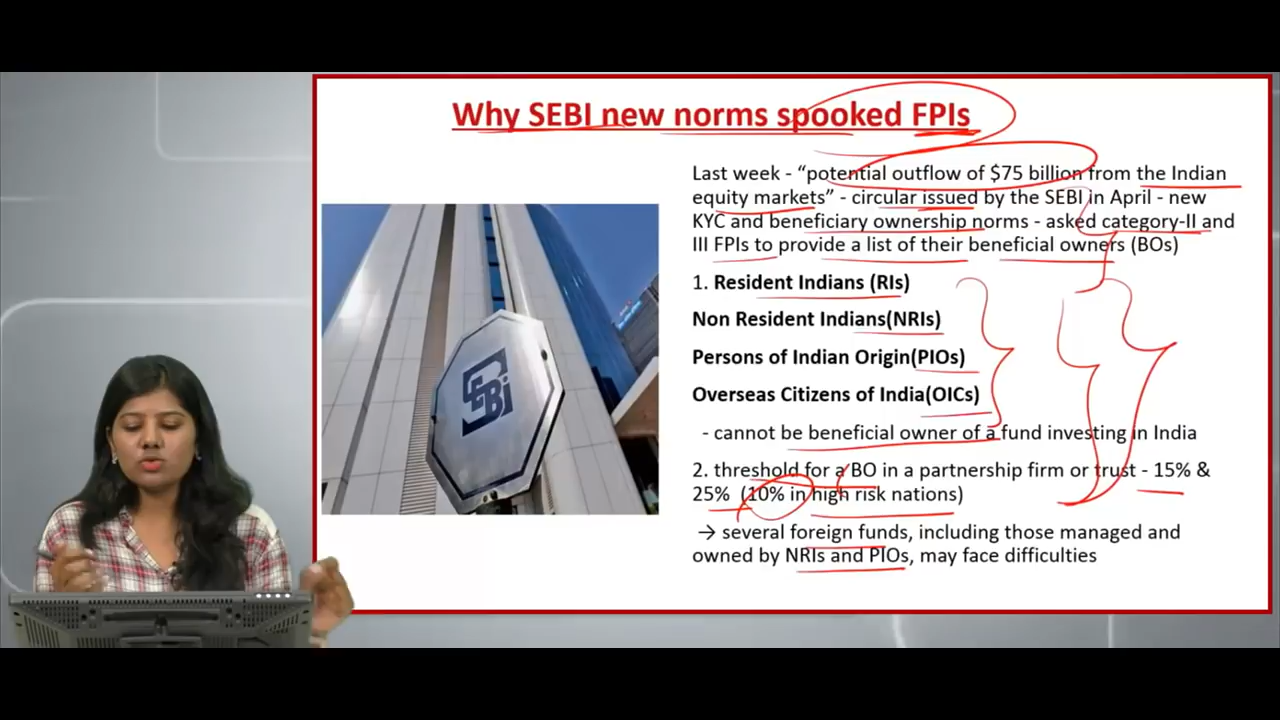 Why SEBI new norms spooked FPIs
Last week - “potential outflow of $75 billion from the Indian
equity markets” - circular issued by the SEBI in April - new
KYC and beneficiary ownership norms - asked category-II and
III FPIs to provide a list of their beneficial owners (BOs)
1. Resident Indians (RIs)
Non Resident Indians(NRIs)
Persons of Indian Origin(PIOs)
Overseas Citizens of India(OICs)
- cannot be beneficial owner of a fund investing in India
2. threshold for a BO in a partnership firm or trust - 15% &
25% (10% in high risk nations)
→ several foreign funds, including those managed and
owned by NRIs and PIOs, may face difficulties
SEBI